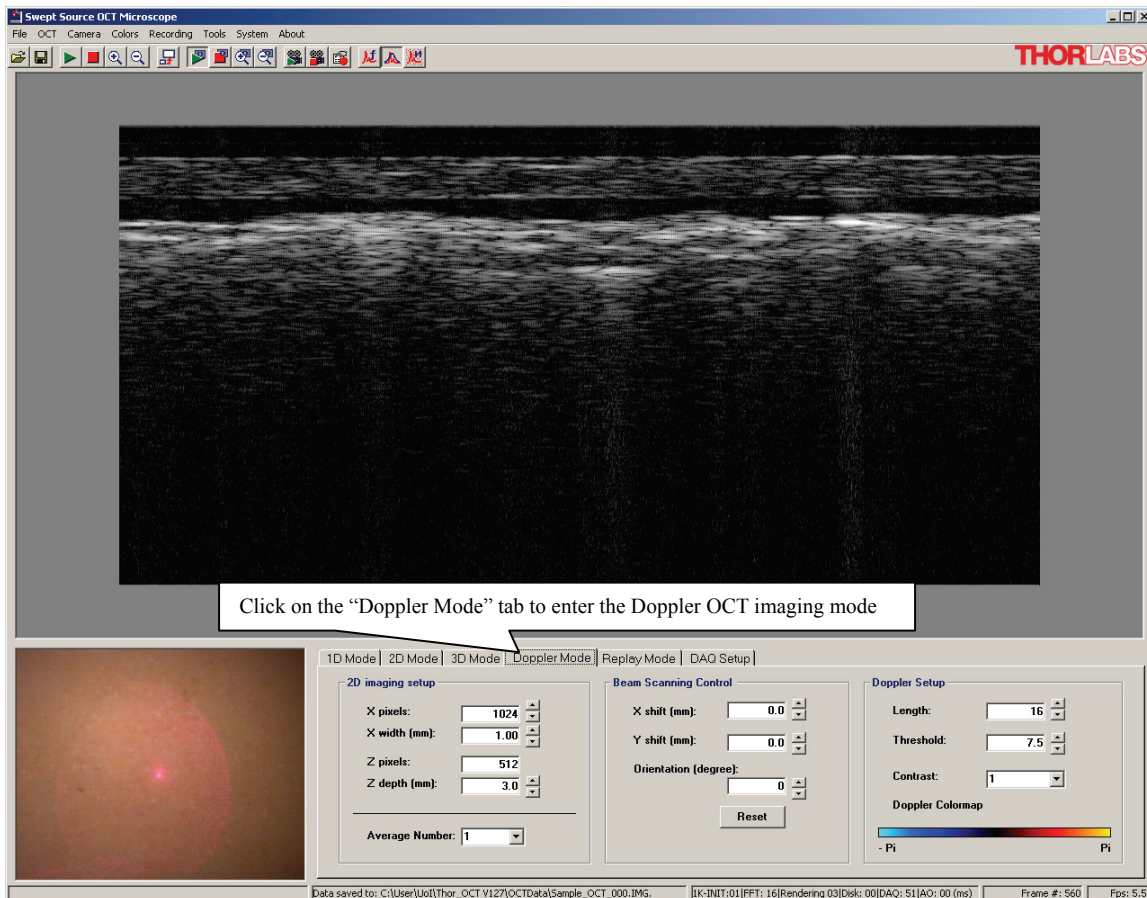 Swept Source OCT Microscope
File OCT Camera Colors Recording Tools System About
THORLABS
Click on the “Doppler Mode” tab to enter the Doppler OCT imaging mode
1D Mode 2D Mode 3D Mode Doppler Mode Replay Mode DAQ Setup
2D imaging setup
X pixels: 1024
X width (mm): 1.00
Z pixels: 512
Z depth (mm): 3.0
Average Number: 1
Beam Scanning Control
X shift (mm): 0.0
Y shift (mm): 0.0
Orientation (degree):
0
Reset
Doppler Setup
Length: 16
Threshold: 7.5
Contrast: 1
Doppler Colormap
- Pi Pi
Data saved to: C:\User\UoI\Thor_OCT V127\OCTData\Sample_OCT_000.IMG. 1K-INIT:01|FFT: 16|Rendering 03|Disk: 00|DAQ: 51|AO: 00 (ms) Frame #: 560 Fps: 5.5